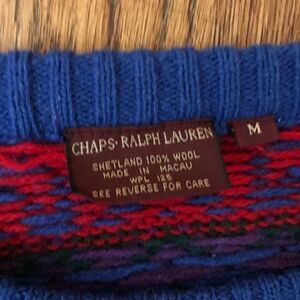 CHAPS·RALPH LAUREN
M
SHETLAND 100% WOOL
MADE IN MACAU
WPL 125
SEE REVERSE FOR CARE